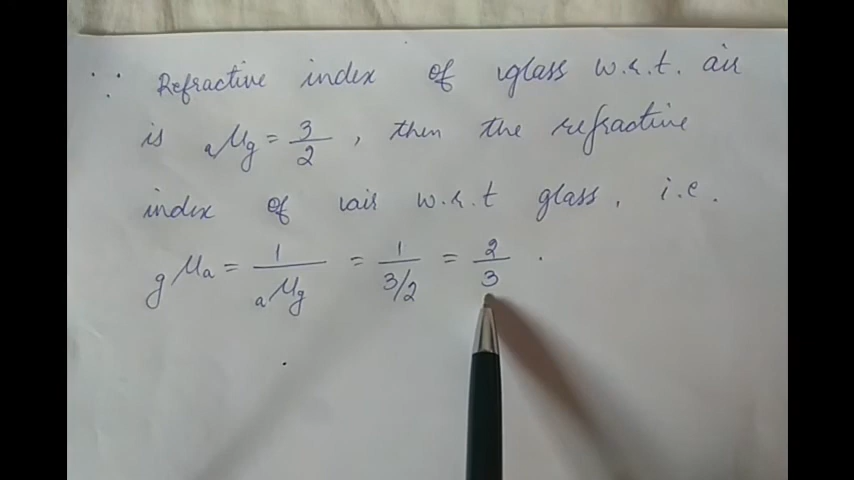 ∵ Refractive index of glass w.r.t. air
is ₐμg = 3/2 , then the refractive
index of air w.r.t glass, i.e.
gμₐ = 1/ₐμg = 1/(3/2) = 2/3 .